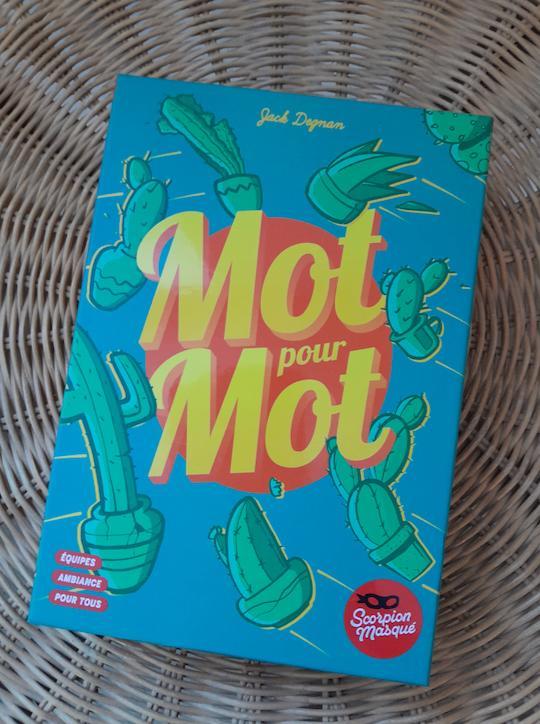 Jack Degnan
Mot
pour
Mot
ÉQUIPES
AMBIANCE
POUR TOUS
Scorpion
Masqué